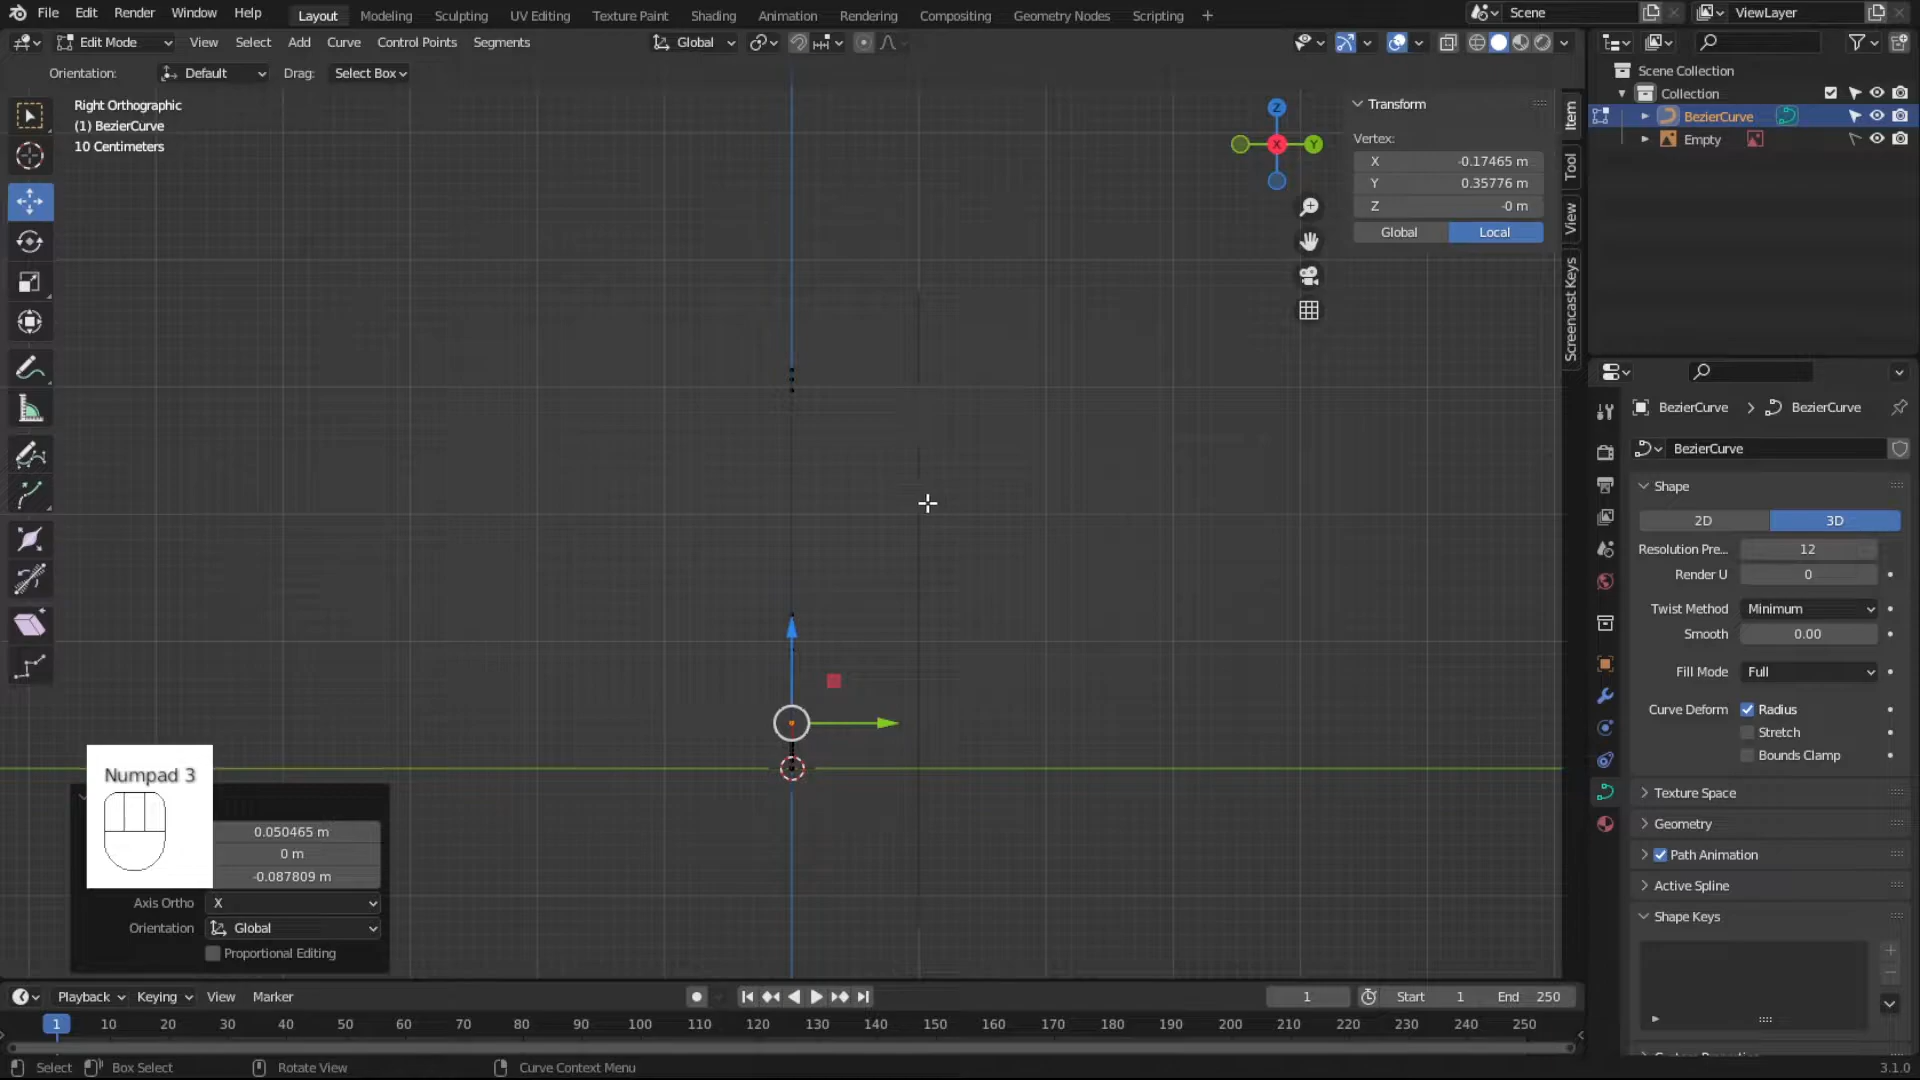 File Edit Render Window Help Layout Modeling Sculpting UV Editing Texture Paint Shading Animation Rendering Compositing Geometry Nodes Scripting + Scene ViewLayer
Edit Mode View Select Add Curve Control Points Segments Global
Orientation: Default Drag: Select Box
Right Orthographic
(1) BezierCurve
10 Centimeters
Z
X
Y
Transform
Vertex:
X -0.17465 m
Y 0.35776 m
Z -0 m
Global Local
Item
Tool
View
Screencast Keys
Scene Collection
Collection
BezierCurve
Empty
BezierCurve > BezierCurve
BezierCurve
Shape
2D 3D
Resolution Pre... 12
Render U 0
Twist Method Minimum
Smooth 0.00
Fill Mode Full
Curve Deform Radius
Stretch
Bounds Clamp
Texture Space
Geometry
Path Animation
Active Spline
Shape Keys
Numpad 3
0.050465 m
0 m
-0.087809 m
Axis Ortho X
Orientation Global
Proportional Editing
Playback Keying View Marker 1 Start 1 End 250
1 10 20 30 40 50 60 70 80 90 100 110 120 130 140 150 160 170 180 190 200 210 220 230 240 250
Select Box Select Rotate View Curve Context Menu 3.1.0